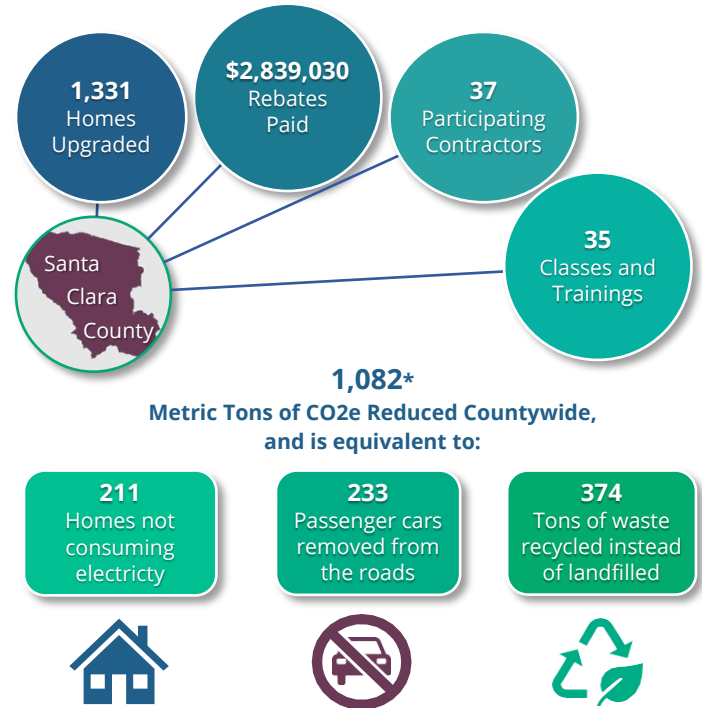 1,331
Homes
Upgraded
$2,839,030
Rebates
Paid
37
Participating
Contractors
35
Classes and
Trainings
Santa
Clara
County
1,082*
Metric Tons of CO2e Reduced Countywide,
and is equivalent to:
211
Homes not
consuming
electricty
233
Passenger cars
removed from
the roads
374
Tons of waste
recycled instead
of landfilled